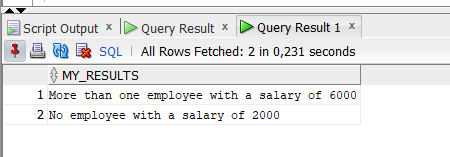 Script Output x Query Result x Query Result 1 x
SQL | All Rows Fetched: 2 in 0,231 seconds
MY_RESULTS
1 More than one employee with a salary of 6000
2 No employee with a salary of 2000